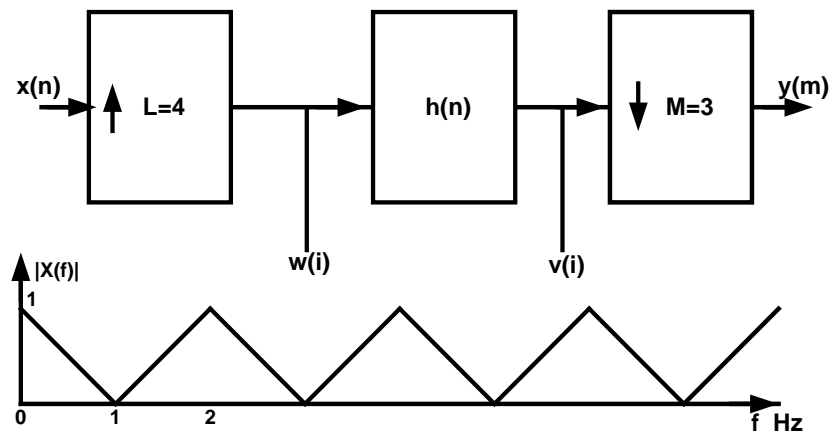 x(n)
L=4
h(n)
M=3
y(m)
w(i)
v(i)
|X(f)|
1
0
1
2
f Hz